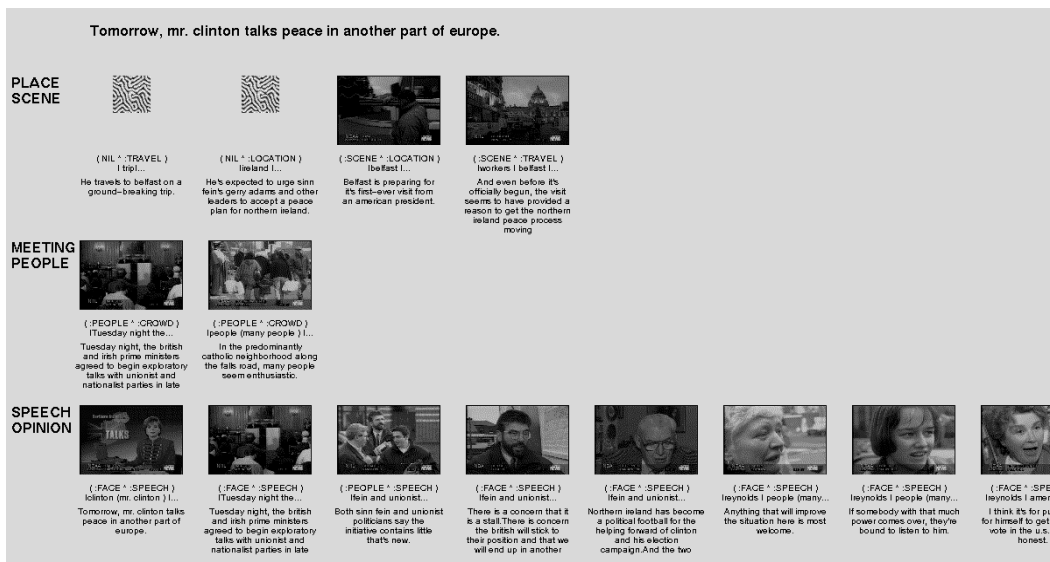 Tomorrow, mr. clinton talks peace in another part of europe.
PLACE
SCENE
( NIL ^ :TRAVEL )
I tripI...
He travels to belfast on a
ground–breaking trip.
( NIL ^ :LOCATION )
Iireland I...
He's expected to urge sinn
fein's gerry adams and other
leaders to accept a peace
plan for northern ireland.
( :SCENE ^ :LOCATION )
Ibelfast I...
Belfast is preparing for
it's first–ever visit from
an american president.
( :SCENE ^ :TRAVEL )
Iworkers I belfast I...
And even before it's
officially begun, the visit
seems to have provided a
reason to get the northern
ireland peace process
moving
MEETING
PEOPLE
( :PEOPLE ^ :CROWD )
ITuesday night the...
Tuesday night, the british
and irish prime ministers
agreed to begin exploratory
talks with unionist and
nationalist parties in late
( :PEOPLE ^ :CROWD )
Ipeople (many people ) I...
In the predominantly
catholic neighborhood along
the falls road, many people
seem enthusiastic.
SPEECH
OPINION
TALKS
( :FACE ^ :SPEECH )
Iclinton (mr. clinton ) I...
Tomorrow, mr. clinton talks
peace in another part of
europe.
( :FACE ^ :SPEECH )
ITuesday night the...
Tuesday night, the british
and irish prime ministers
agreed to begin exploratory
talks with unionist and
nationalist parties in late
( :PEOPLE ^ :SPEECH )
Ifein and unionist...
Both sinn fein and unionist
politicians say the
initiative contains little
that's new.
( :FACE ^ :SPEECH )
Ifein and unionist...
There is a concern that it
is a stall.There is concern
the british will stick to
their position and that we
will end up in another
( :FACE ^ :SPEECH )
Ifein and unionist...
Northern ireland has become
a political football for the
helping forward of clinton
and his election
campaign.And the two
( :FACE ^ :SPEECH )
Ireynolds I people (many...
Anything that will improve
the situation here is most
welcome.
( :FACE ^ :SPEECH )
Ireynolds I people (many...
If somebody with that much
power comes over, they're
bound to listen to him.
( :FACE ^ :SPE
Ireynolds I amer
I think it's for pu
for himself to get
vote in the u.s.
honest.